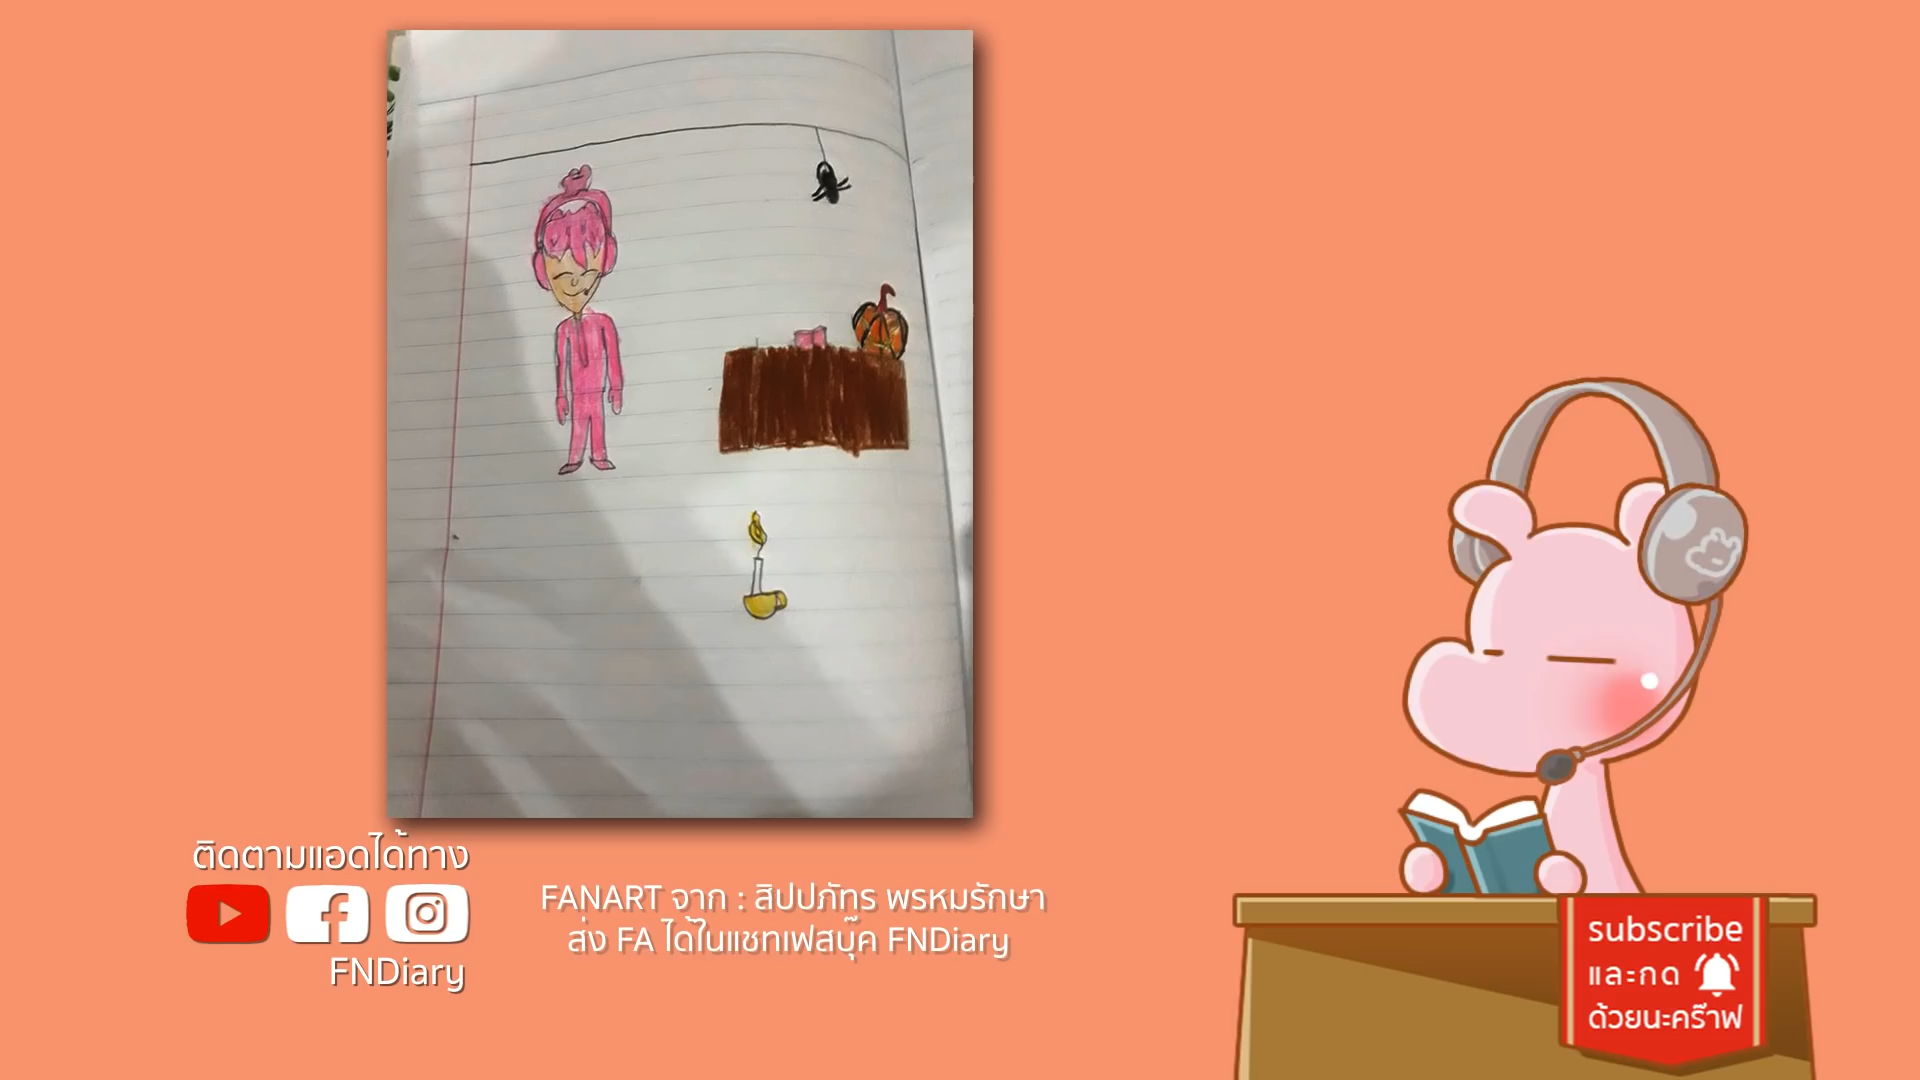 ติดตามแอดได้ทาง
FNDiary
FANART จาก : สิปปภัทร พรหมรักษา
ส่ง FA ได้ในแชทเฟสบุ๊ค FNDiary
subscribe
และกด
ด้วยนะคร๊าฟ